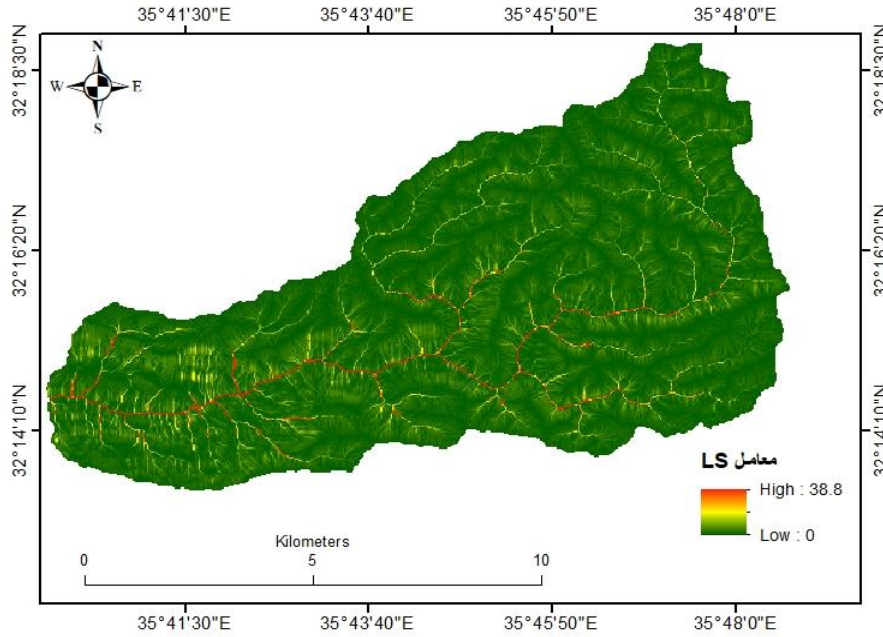 35°41'30"E 35°43'40"E 35°45'50"E 35°48'0"E
N
W E
S
32°18'30"N 32°18'30"N
32°16'20"N 32°16'20"N
32°14'10"N 32°14'10"N
معامل LS
High : 38.8
Low : 0
Kilometers
0 5 10
35°41'30"E 35°43'40"E 35°45'50"E 35°48'0"E